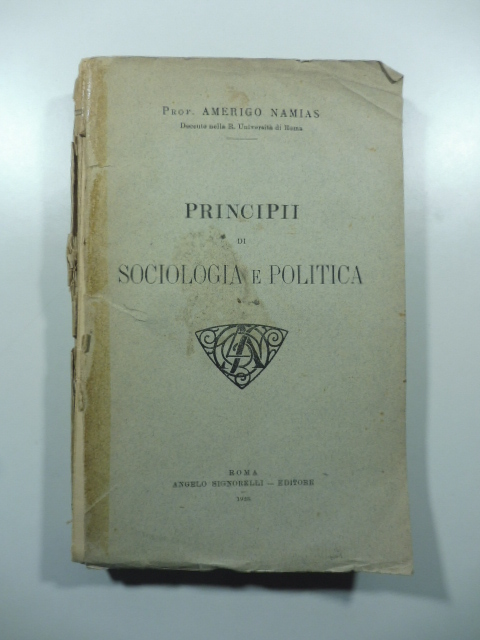 Prof. AMERIGO NAMIAS
Docente nella R. Università di Roma
PRINCIPII
DI
SOCIOLOGIA E POLITICA
ROMA
ANGELO SIGNORELLI — EDITORE